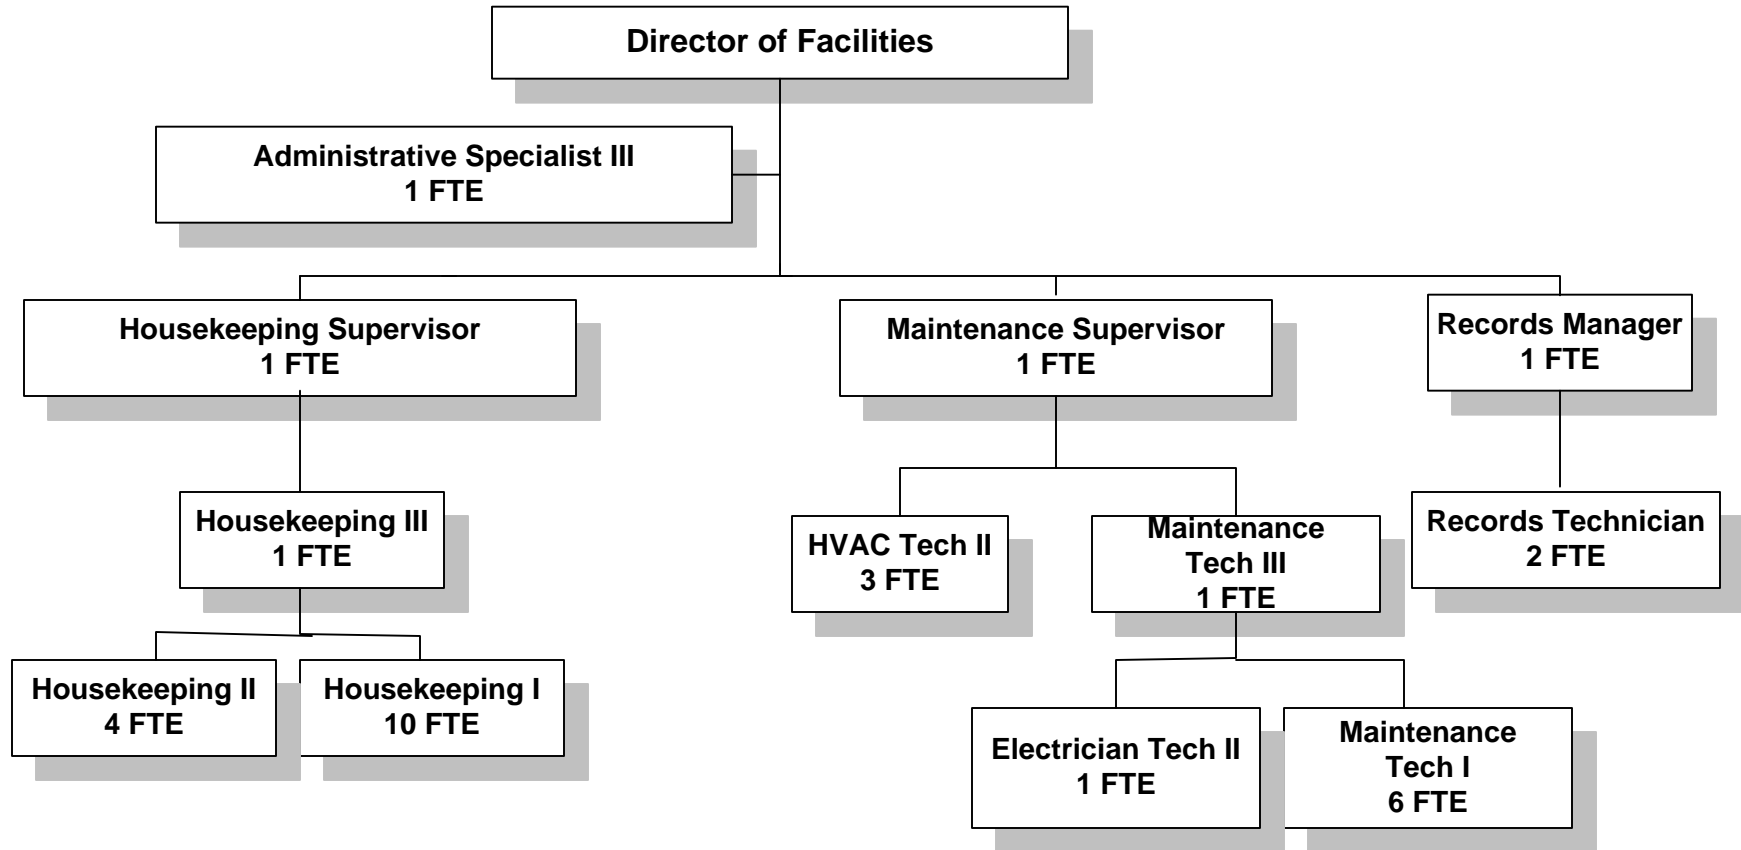 Director of Facilities
Administrative Specialist III
1 FTE
Housekeeping Supervisor
1 FTE
Maintenance Supervisor
1 FTE
Records Manager
1 FTE
Housekeeping III
1 FTE
HVAC Tech II
3 FTE
Maintenance
Tech III
1 FTE
Records Technician
2 FTE
Housekeeping II
4 FTE
Housekeeping I
10 FTE
Electrician Tech II
1 FTE
Maintenance
Tech I
6 FTE